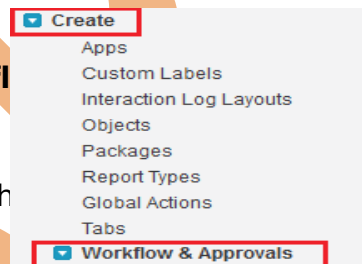 Create
Apps
Custom Labels
Interaction Log Layouts
Objects
Packages
Report Types
Global Actions
Tabs
Workflow & Approvals